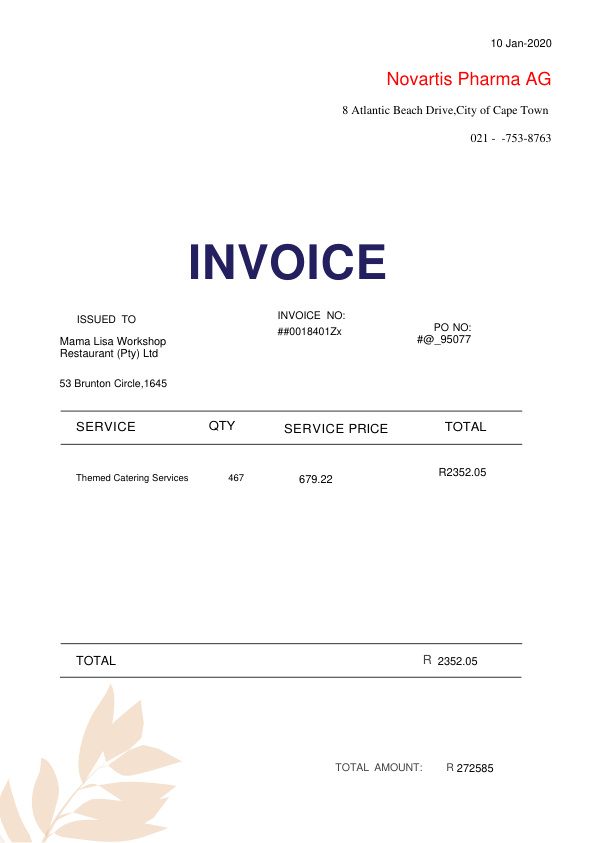 10 Jan-2020
Novartis Pharma AG
8 Atlantic Beach Drive,City of Cape Town
021 -  -753-8763
INVOICE
ISSUED TO
Mama Lisa Workshop
Restaurant (Pty) Ltd
53 Brunton Circle,1645
INVOICE NO:
##0018401Zx
PO NO:
#@_95077
SERVICE QTY SERVICE PRICE TOTAL
Themed Catering Services 467 679.22 R2352.05
TOTAL R 2352.05
TOTAL AMOUNT: R 272585